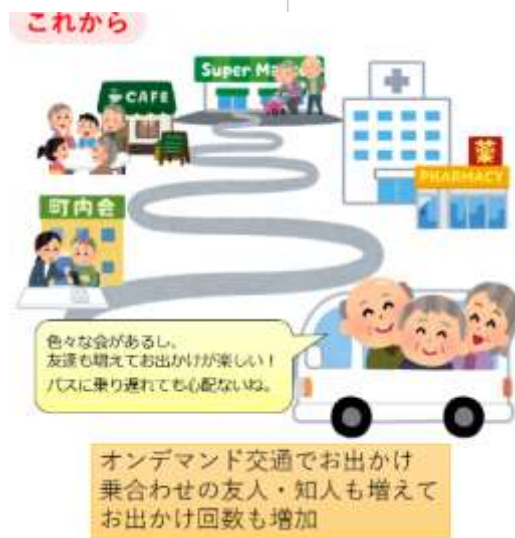 これから
Super Ma
CAFE
薬
PHARMACY
町内会
色々な会があるし、
友達も増えてお出かけが楽しい！
バスに乗り遅れても心配ないね。
オンデマンド交通でお出かけ
乗合わせの友人・知人も増えて
お出かけ回数も増加